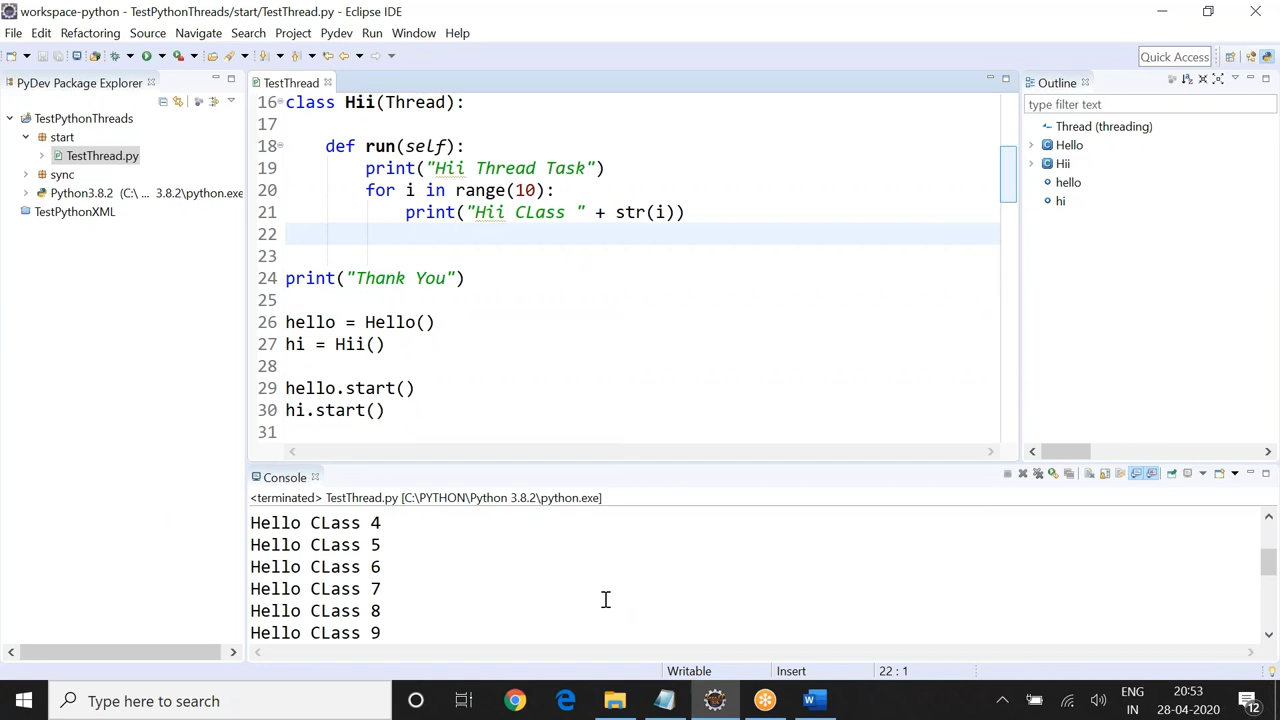 workspace-python - TestPythonThreads/start/TestThread.py - Eclipse IDE
File Edit Refactoring Source Navigate Search Project Pydev Run Window Help
Quick Access
PyDev Package Explorer
TestPythonThreads
start
TestThread.py
sync
Python3.8.2 (C:\ ... 3.8.2\python.exe
TestPythonXML
TestThread
16 class Hii(Thread):
17
18 def run(self):
19 print("Hii Thread Task")
20 for i in range(10):
21 print("Hii CLass " + str(i))
22
23
24 print("Thank You")
25
26 hello = Hello()
27 hi = Hii()
28
29 hello.start()
30 hi.start()
31
Outline
type filter text
Thread (threading)
Hello
Hii
hello
hi
Console
<terminated> TestThread.py [C:\PYTHON\Python 3.8.2\python.exe]
Hello CLass 4
Hello CLass 5
Hello CLass 6
Hello CLass 7
Hello CLass 8
Hello CLass 9
Writable Insert 22 : 1
Type here to search
ENG
IN
20:53
28-04-2020
12